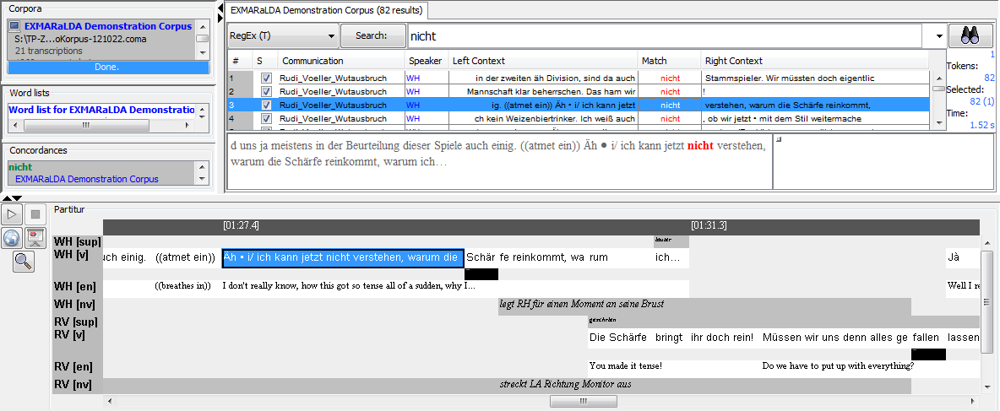 Corpora
EXMARaLDA Demonstration Corpus
S:\TP-Z...oKorpus-121022.coma
21 transcriptions
Done.
Word lists
Word list for EXMARaLDA Demonstratio
Concordances
nicht
EXMARaLDA Demonstration Corpus
EXMARaLDA Demonstration Corpus (82 results)
RegEx (T) Search: nicht
# S Communication Speaker Left Context Match Right Context
1 Rudi_Voeller_Wutausbruch WH in der zweiten äh Division, sind da auch nicht Stammspieler. Wir müssten doch eigentlic
2 Rudi_Voeller_Wutausbruch WH Mannschaft klar beherrschen. Das ham wir nicht !
3 Rudi_Voeller_Wutausbruch WH ig. ((atmet ein)) Äh • i/ ich kann jetzt nicht verstehen, warum die Schärfe reinkommt,
4 Rudi_Voeller_Wutausbruch WH ch kein Weizenbiertrinker. Ich weiß auch nicht , ob wir jetzt • mit dem Stil weitermache
1
Tokens:
82
Selected:
82 (1)
Time:
1.52 s
d uns ja meistens in der Beurteilung dieser Spiele auch einig. ((atmet ein)) Äh • i/ ich kann jetzt nicht verstehen,
warum die Schärfe reinkommt, warum ich…
Partitur
[01:27.4] [01:31.3]
WH [sup]
WH [v] uch einig. ((atmet ein)) Äh • i/ ich kann jetzt nicht verstehen, warum die Schär fe reinkommt, wa rum ich… Jà
WH [en] ((breathes in)) I don't really know, how this got so tense all of a sudden, why I... Well I re
WH [nv] legt RH für einen Moment an seine Brust
RV [sup]
RV [v] Die Schärfe bringt ihr doch rein! Müssen wir uns denn alles ge fallen lassen
RV [en] You made it tense! Do we have to put up with everything?
RV [nv] streckt LA Richtung Monitor aus